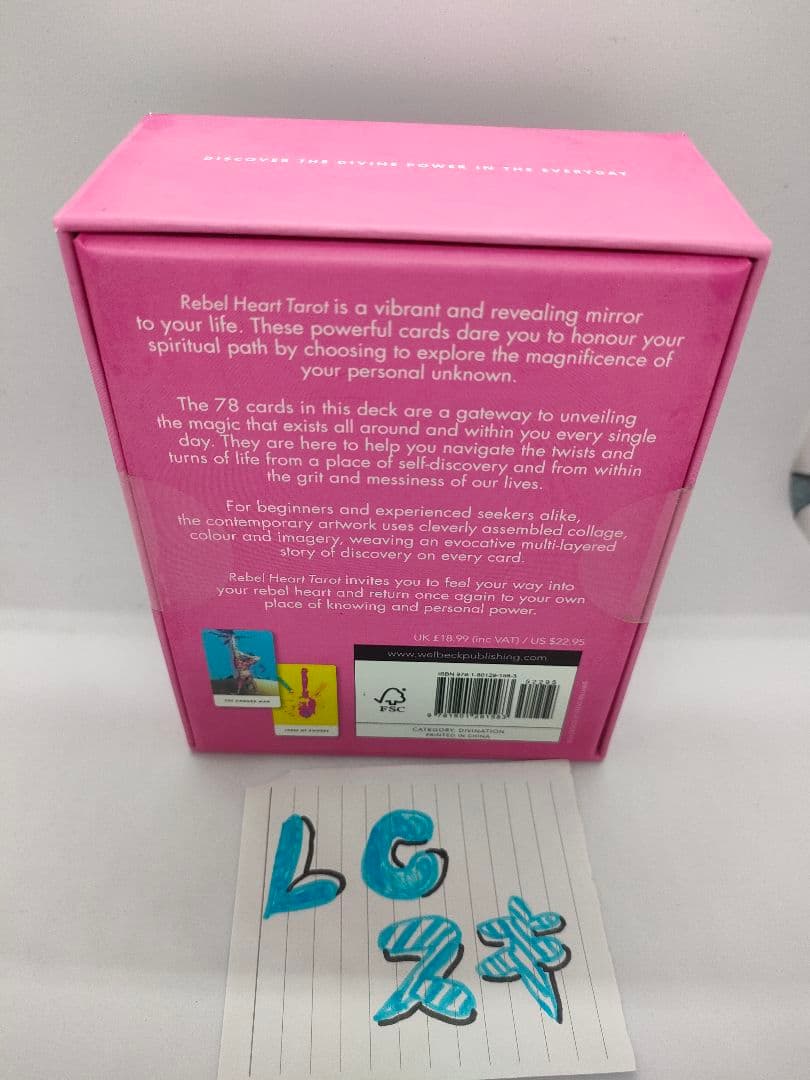 DISCOVER THE DIVINE POWER IN THE EVERYDAY
Rebel Heart Tarot is a vibrant and revealing mirror
to your life. These powerful cards dare you to honour your
spiritual path by choosing to explore the magnificence of
your personal unknown.
The 78 cards in this deck are a gateway to unveiling
the magic that exists all around and within you every single
day. They are here to help you navigate the twists and
turns of life from a place of self-discovery and from within
the grit and messiness of our lives.
For beginners and experienced seekers alike,
the contemporary artwork uses cleverly assembled collage,
colour and imagery, weaving an evocative multi-layered
story of discovery on every card.
Rebel Heart Tarot invites you to feel your way into
your rebel heart and return once again to your own
place of knowing and personal power.
UK £18.99 (inc VAT) / US $22.95
www.welbeckpublishing.com
52295
FSC
CATEGORY: DIVINATION
PRINTED IN CHINA
THE HANGED MAN
LC